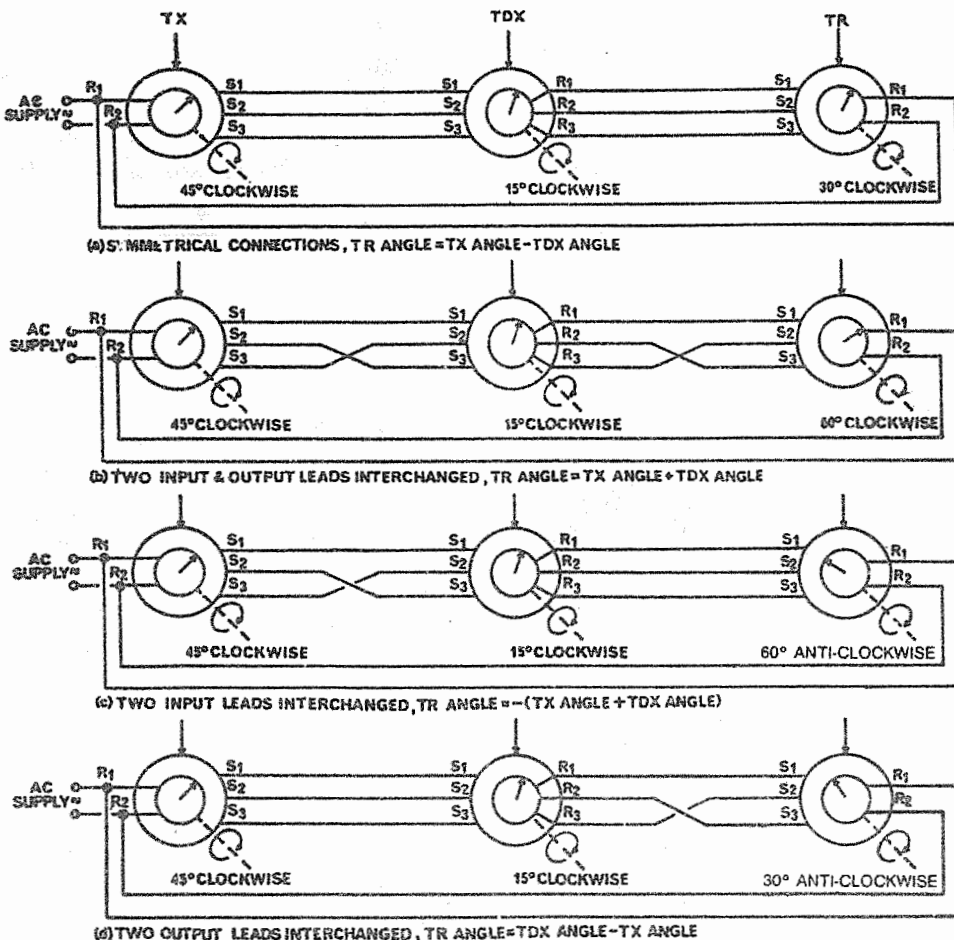 TX TDX TR
R1 S1 S1 R1 S1 R1
AC SUPPLY~ R2 S2 S2 R2 S2 R2
S3 S3 R3 S3
45° CLOCKWISE 15° CLOCKWISE 30° CLOCKWISE
(a) SYMMETRICAL CONNECTIONS, TR ANGLE=TX ANGLE-TDX ANGLE
R1 S1 S1 R1 S1 R1
AC SUPPLY≈ R2 S2 S2 R2 S2 R2
S3 S3 R3 S3
45° CLOCKWISE 15° CLOCKWISE 60° CLOCKWISE
(b) TWO INPUT & OUTPUT LEADS INTERCHANGED, TR ANGLE=TX ANGLE+TDX ANGLE
R1 S1 S1 R1 S1 R1
AC SUPPLY≈ R2 S2 S2 R2 S2 R2
S3 S3 R3 S3
45° CLOCKWISE 15° CLOCKWISE 60° ANTI-CLOCKWISE
(c) TWO INPUT LEADS INTERCHANGED, TR ANGLE=-(TX ANGLE+TDX ANGLE)
R1 S1 S1 R1 S1 R1
AC SUPPLY≈ R2 S2 S2 R2 S2 R2
S3 S3 R3 S3
45° CLOCKWISE 15° CLOCKWISE 30° ANTI-CLOCKWISE
(d) TWO OUTPUT LEADS INTERCHANGED, TR ANGLE=TDX ANGLE-TX ANGLE